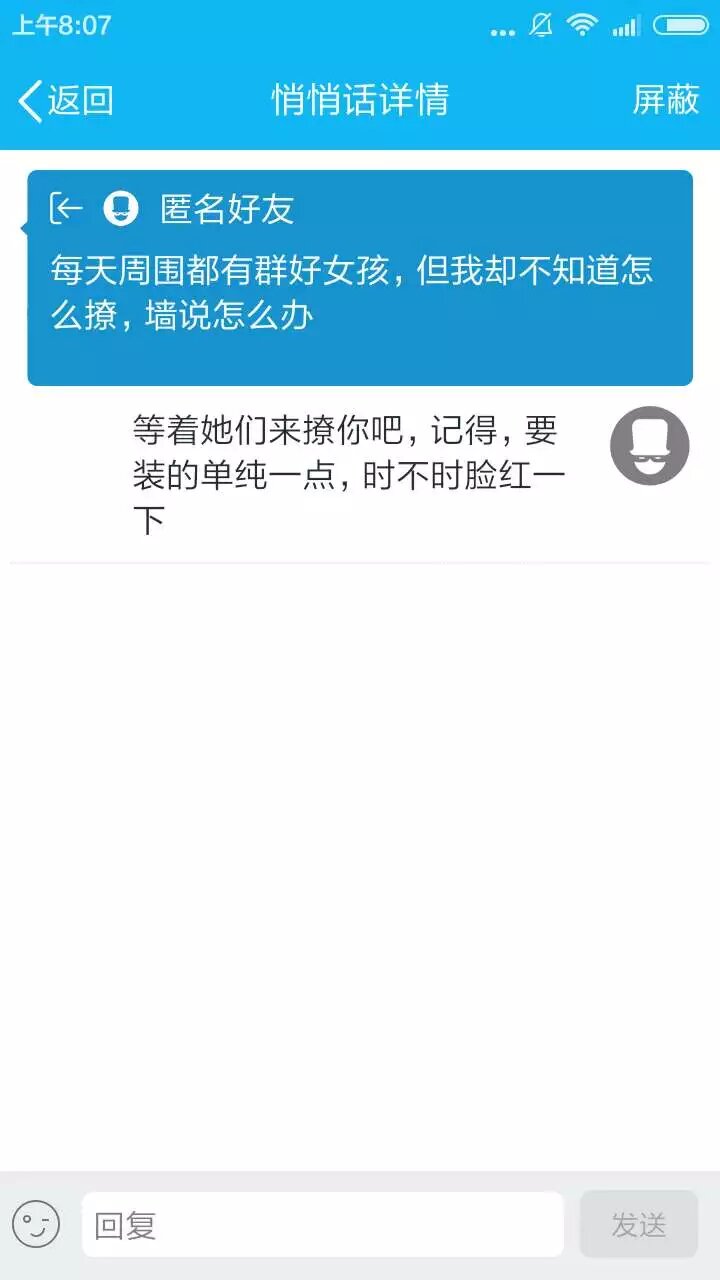 上午8:07
返回 悄悄话详情 屏蔽
匿名好友
每天周围都有群好女孩，但我却不知道怎
么撩，墙说怎么办
等着她们来撩你吧，记得，要
装的单纯一点，时不时脸红一
下
回复 发送